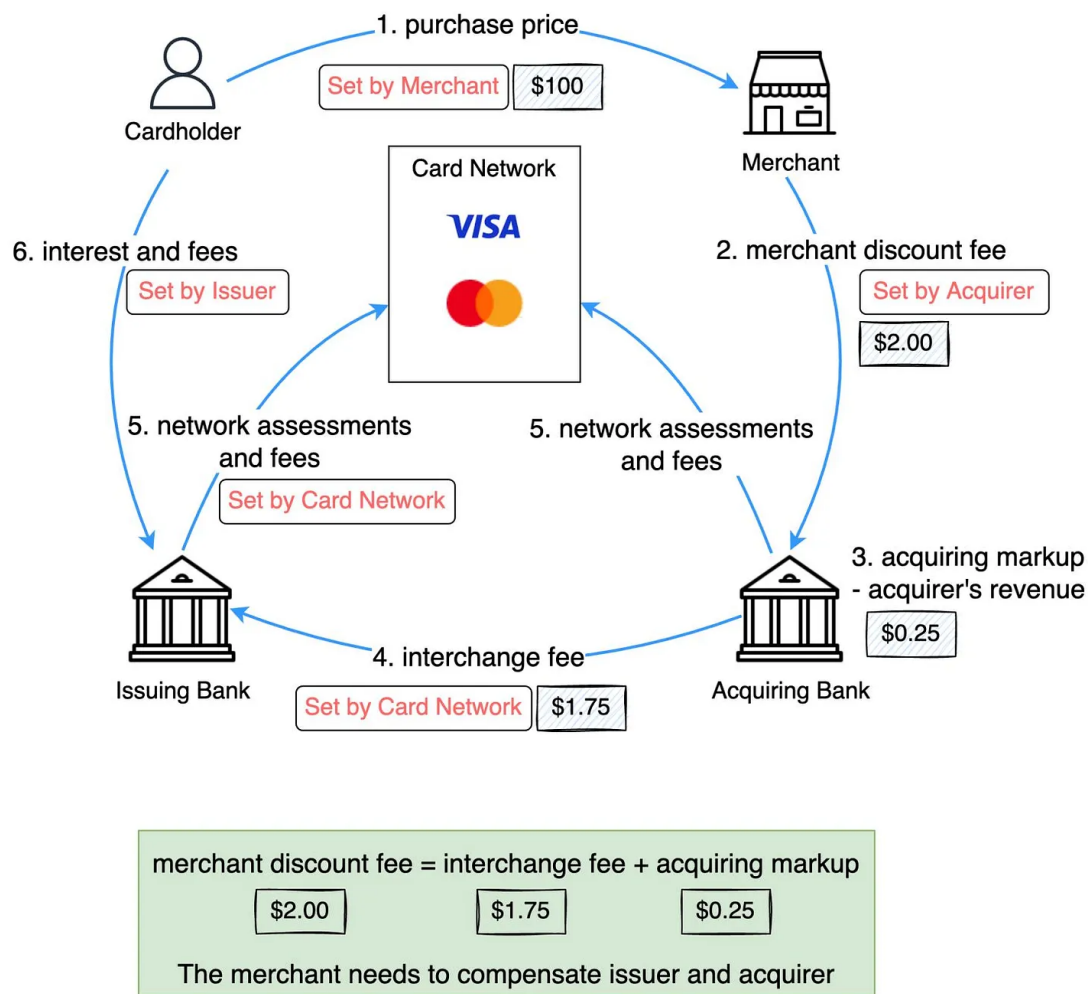 1. purchase price
Set by Merchant
$100
Cardholder
Merchant
Card Network
VISA
6. interest and fees
Set by Issuer
2. merchant discount fee
Set by Acquirer
$2.00
5. network assessments
and fees
Set by Card Network
5. network assessments
and fees
3. acquiring markup
- acquirer's revenue
$0.25
4. interchange fee
Set by Card Network
$1.75
Issuing Bank
Acquiring Bank
merchant discount fee = interchange fee + acquiring markup
$2.00
$1.75
$0.25
The merchant needs to compensate issuer and acquirer